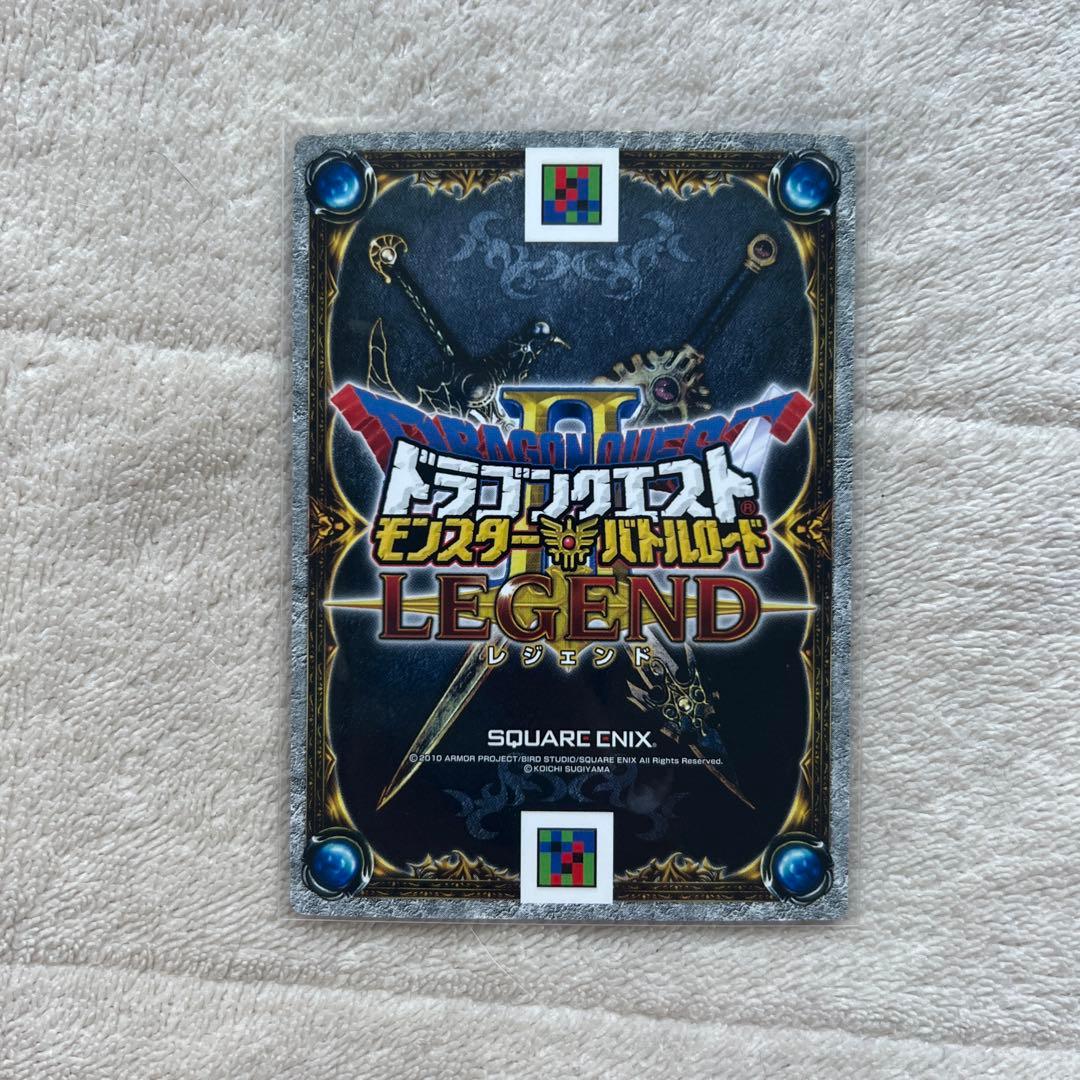 II
DRAGON QUEST
ドラゴンクエスト®
モンスターバトルロード
LEGEND
レジェンド
SQUARE ENIX®
©2010 ARMOR PROJECT/BIRD STUDIO/SQUARE ENIX All Rights Reserved.
©KOICHI SUGIYAMA